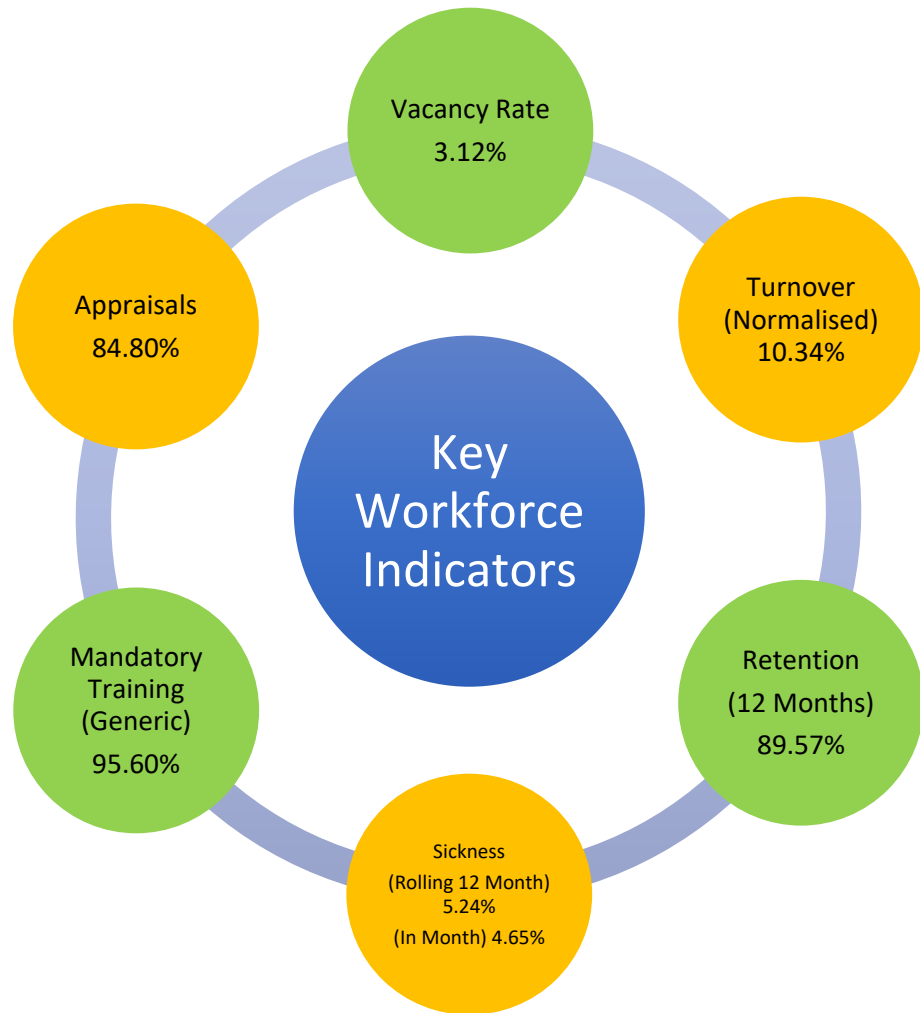 Vacancy Rate
3.12%
Turnover
(Normalised)
10.34%
Retention
(12 Months)
89.57%
Sickness
(Rolling 12 Month)
5.24%
(In Month) 4.65%
Mandatory
Training
(Generic)
95.60%
Appraisals
84.80%
Key
Workforce
Indicators